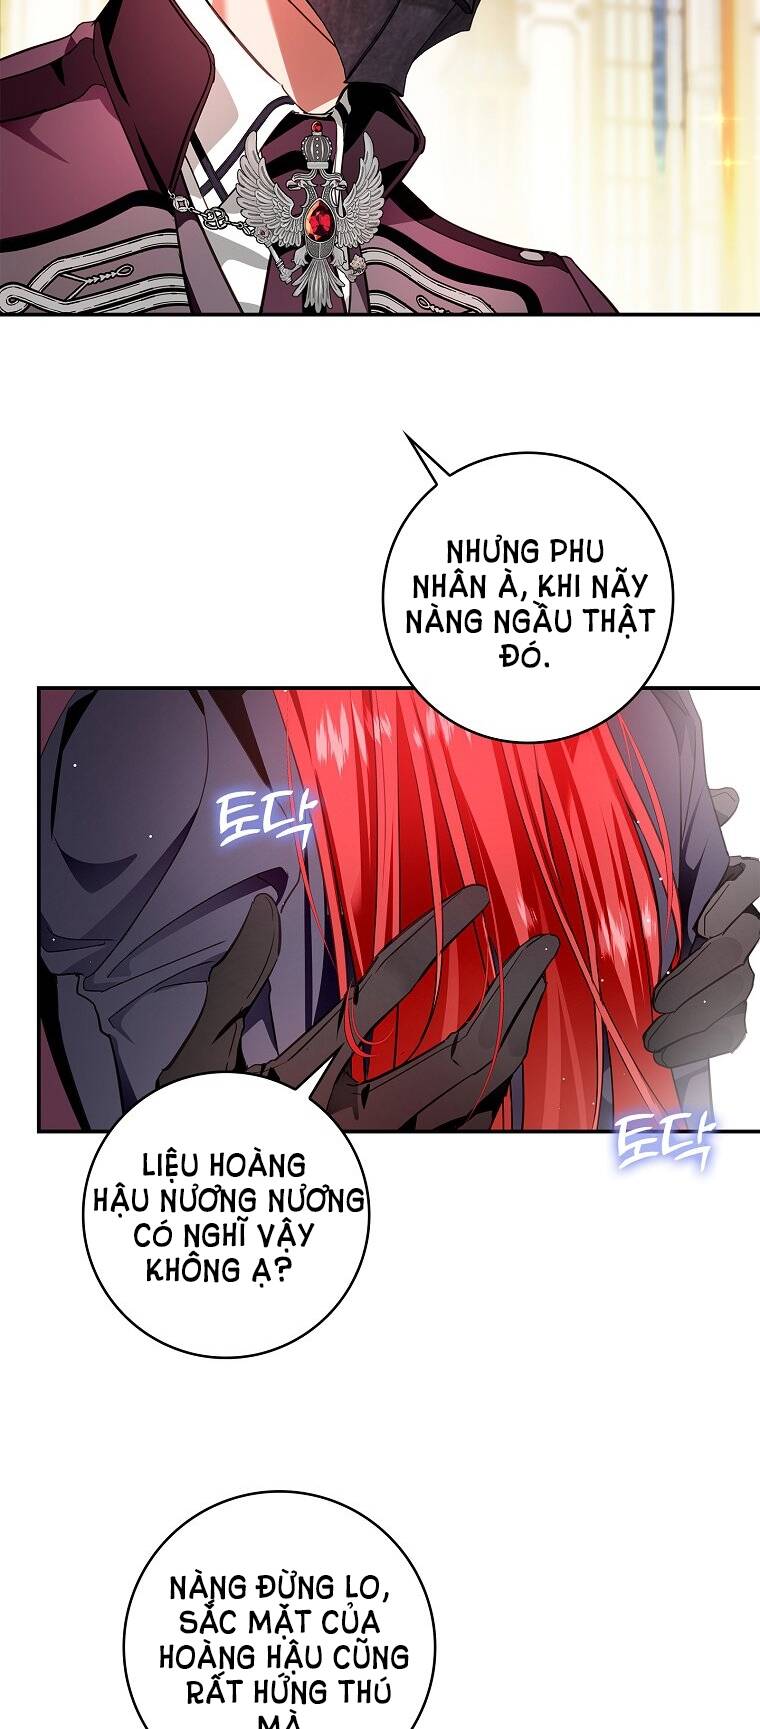 NHƯNG PHU
NHÂN À, KHI NÃY
NÀNG NGẦU THẬT
ĐÓ.
토닥
토닥
LIỆU HOÀNG
HẬU NƯƠNG NƯƠNG
CÓ NGHĨ VẬY
KHÔNG Ạ?
NÀNG ĐỪNG LO,
SẮC MẶT CỦA
HOÀNG HẬU CŨNG
RẤT HỨNG THÚ
MÀ